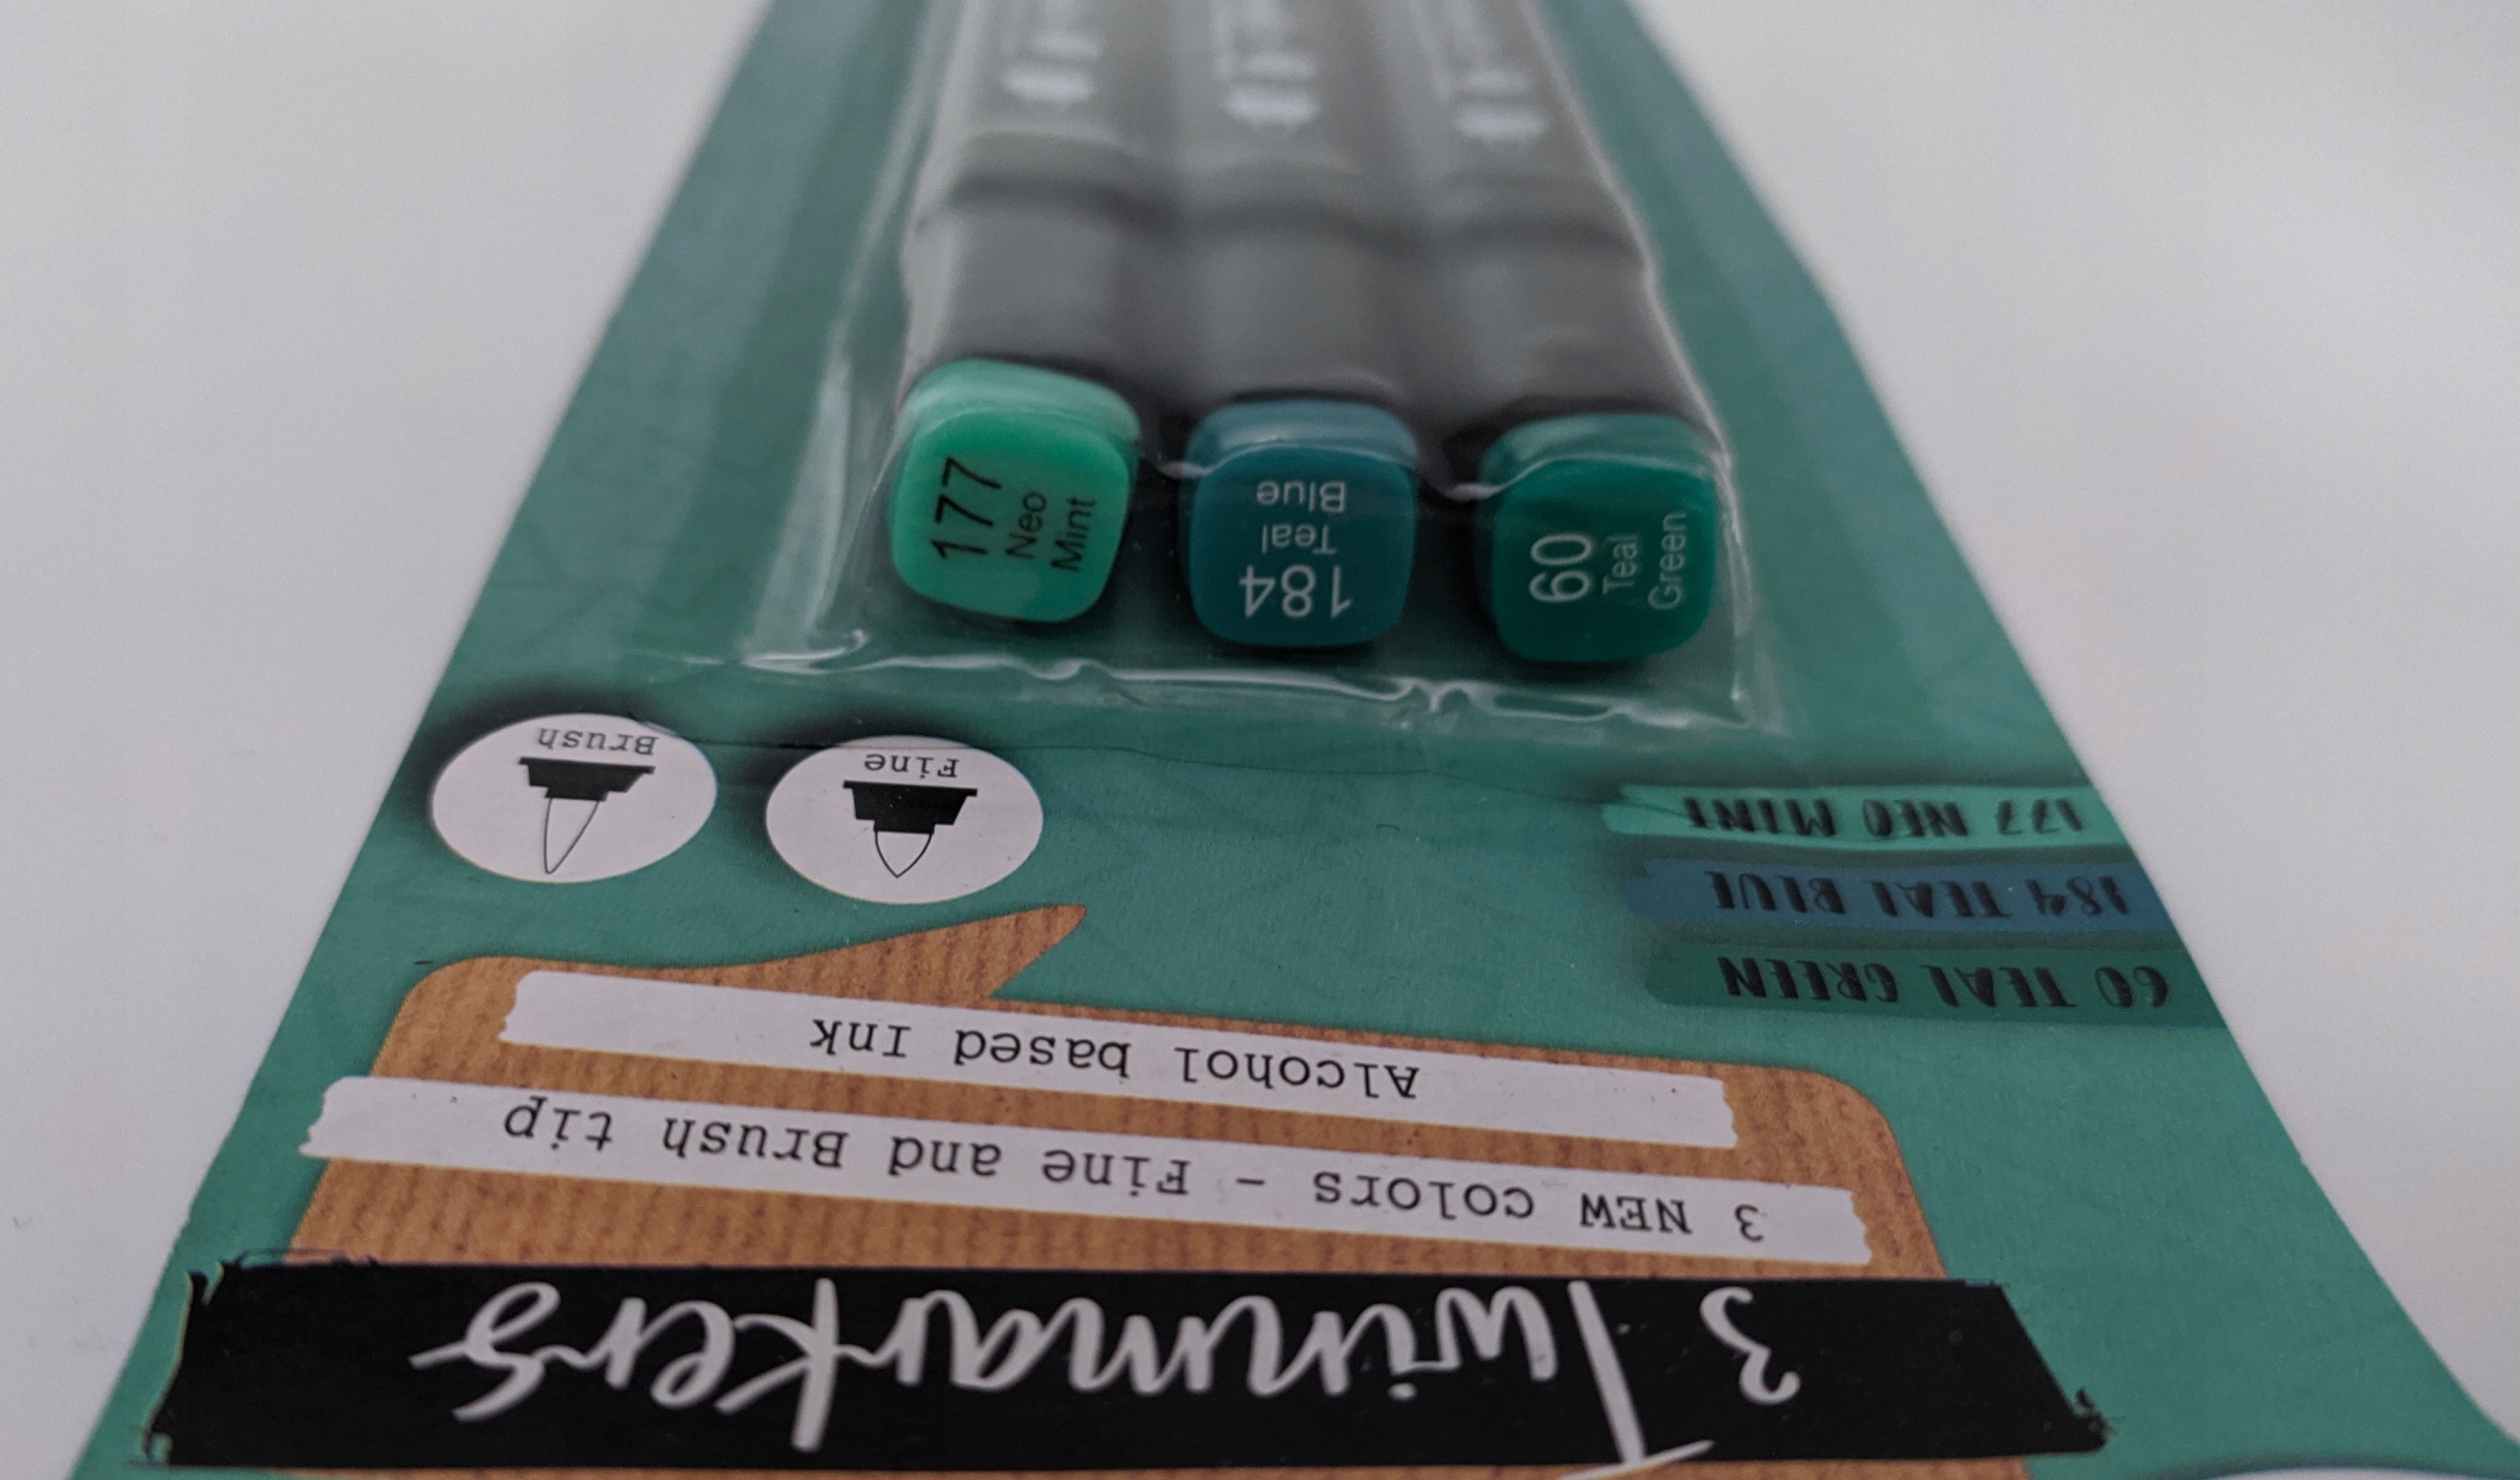 3 Twinmarkers
3 NEW colors - Fine and Brush tip
Alcohol based Ink
60 TEAL GREEN
184 TEAL BLUE
177 NEO MINT
Fine
Brush
60
Teal
Green
184
Teal
Blue
177
Neo
Mint